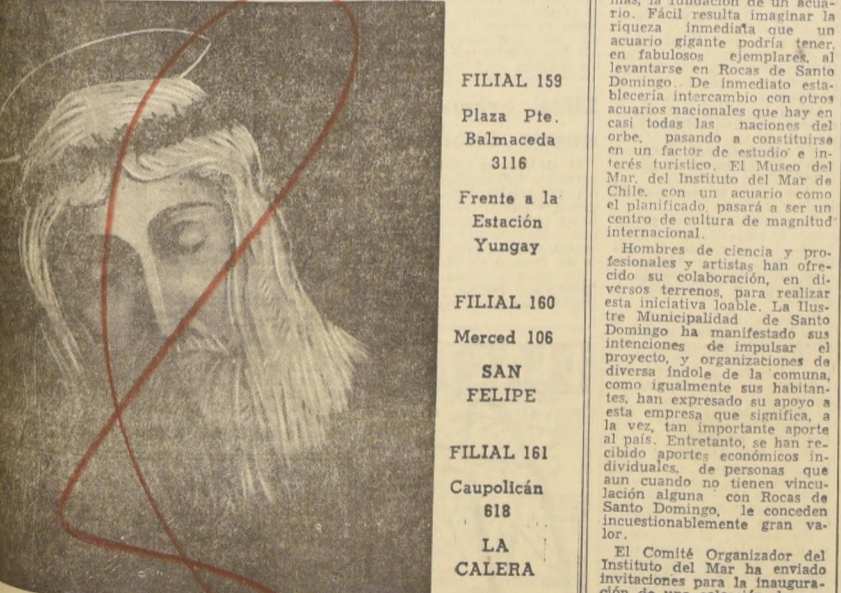 FILIAL 159
Plaza Pte.
Balmaceda
3116
Frente a la
Estación
Yungay
FILIAL 160
Merced 106
SAN
FELIPE
FILIAL 161
Caupolicán
618
LA
CALERA
mas, la fundación de un acua-
rio. Fácil resulta imaginar la
riqueza inmediata que un
acuario gigante podría tener,
en fabulosos ejemplares, al
levantarse en Rocas de Santo
Domingo. De inmediato esta-
blecería intercambio con otros
acuarios nacionales que hay en
casi todas las naciones del
orbe, pasando a constituirse
en un factor de estudio e in-
terés turístico. El Museo del
Mar, del Instituto del Mar de
Chile, con un acuario como
el planificado, pasará a ser un
centro de cultura de magnitud
internacional.
Hombres de ciencia y pro-
fesionales y artistas han ofre-
cido su colaboración, en di-
versos terrenos, para realizar
esta iniciativa loable. La Ilus-
tre Municipalidad de Santo
Domingo ha manifestado sus
intenciones de impulsar el
proyecto, y organizaciones de
diversa índole de la comuna,
como igualmente sus habitan-
tes, han expresado su apoyo a
esta empresa que significa, a
la vez, tan importante aporte
al país. Entretanto, se han re-
cibido aportes económicos in-
dividuales, de personas que
aun cuando no tienen vincu-
lación alguna con Rocas de
Santo Domingo, le conceden
incuestionablemente gran va-
lor.
El Comité Organizador del
Instituto del Mar ha enviado
invitaciones para la inaugura-
ción de una